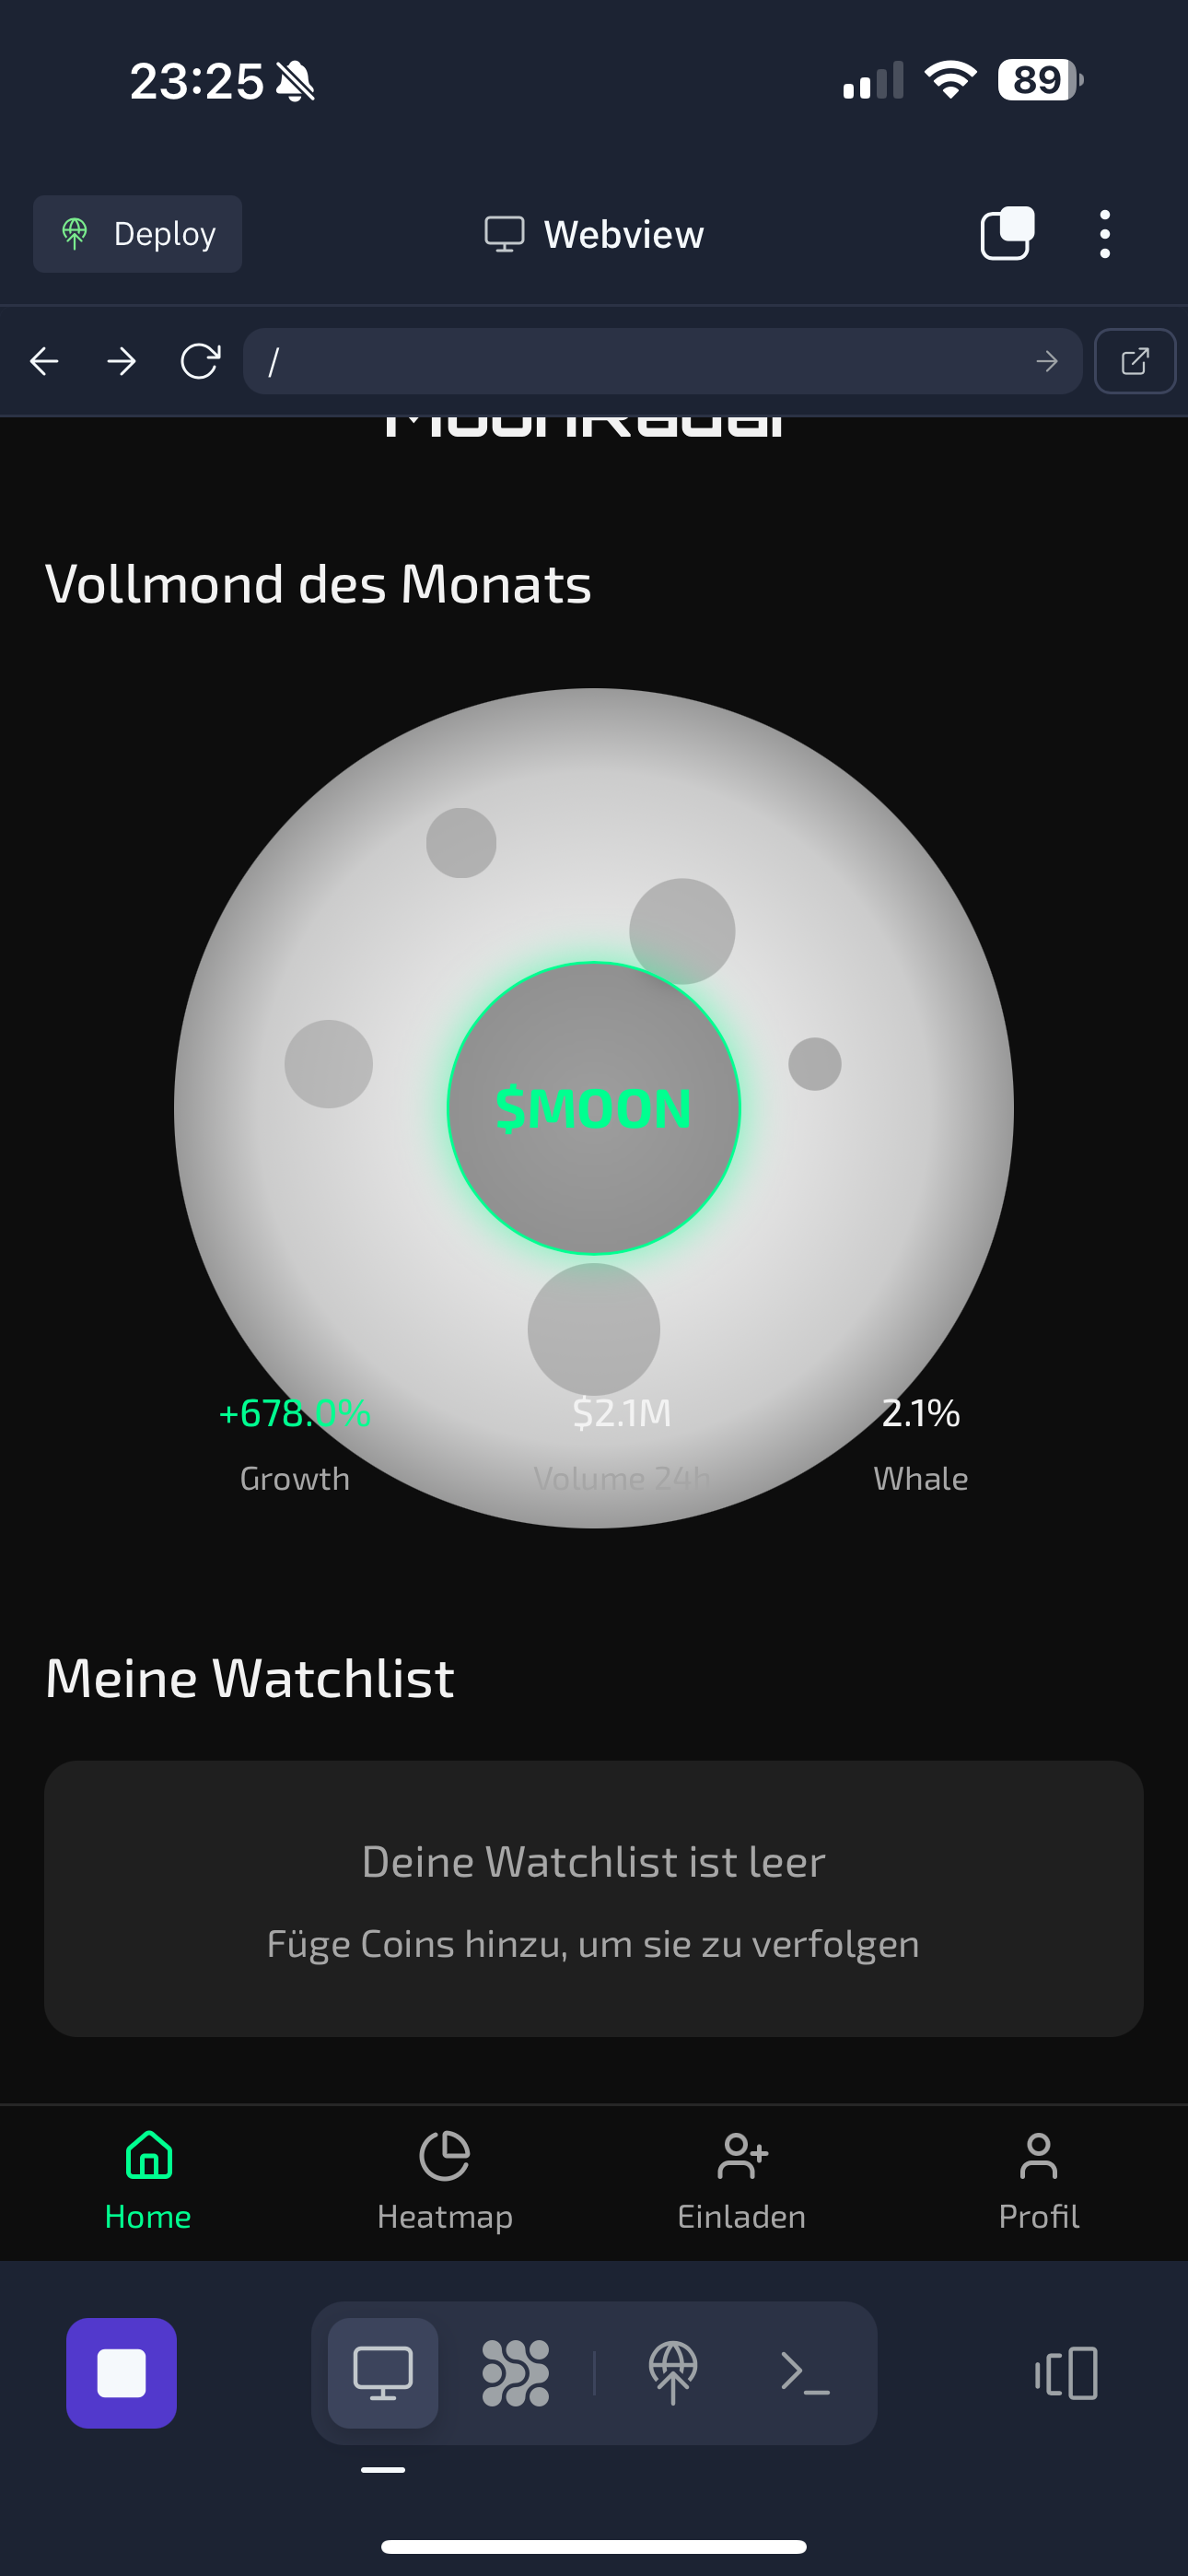 23:25
89
Deploy
Webview
/
MoonRadar
Vollmond des Monats
$MOON
+678.0%
$2.1M
2.1%
Growth
Volume 24h
Whale
Meine Watchlist
Deine Watchlist ist leer
Füge Coins hinzu, um sie zu verfolgen
Home
Heatmap
Einladen
Profil